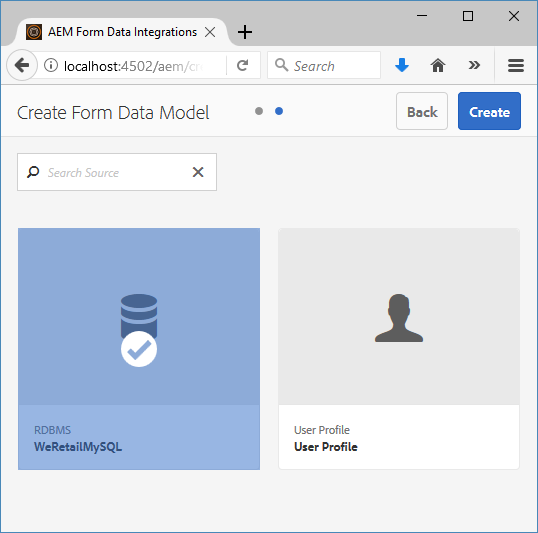 AEM Form Data Integrations
localhost:4502/aem/cr
Search
Create Form Data Model
Back
Create
Search Source
RDBMS
WeRetailMySQL
User Profile
User Profile